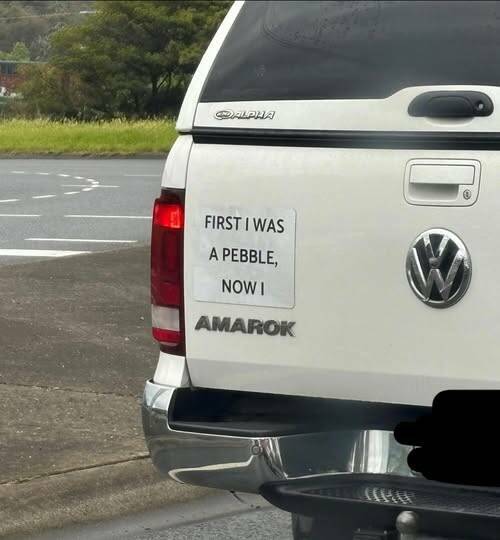 ALPHA
FIRST I WAS
A PEBBLE,
NOW I
AMAROK